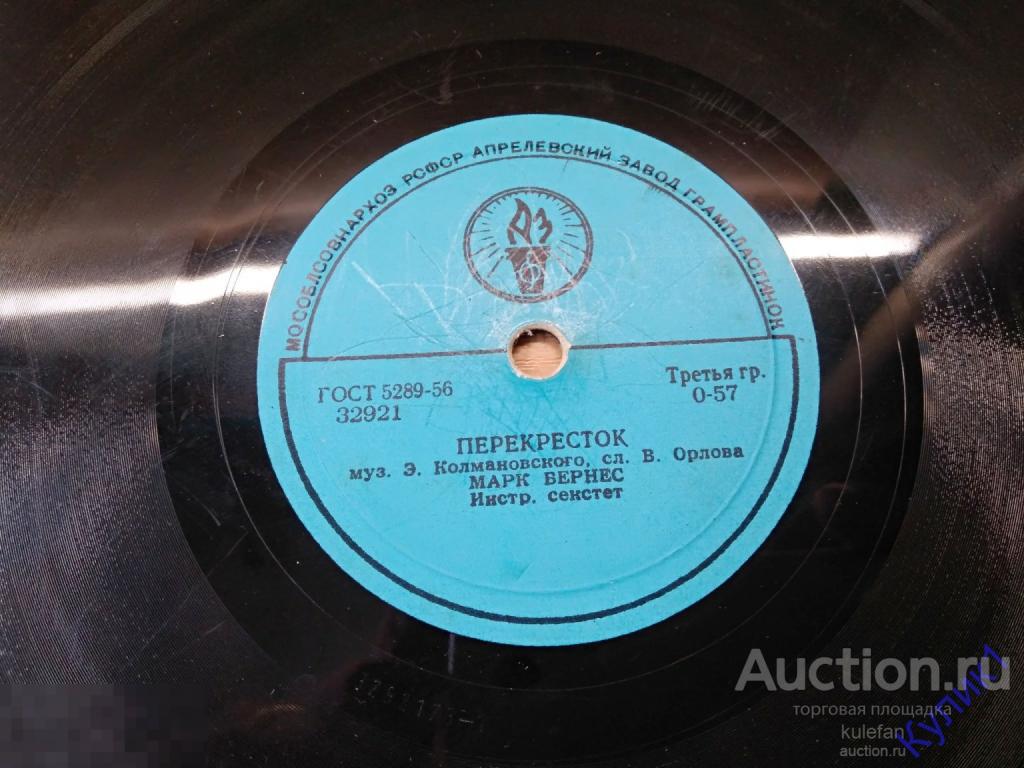 МОСОБЛСОВНАРХОЗ РСФСР АПРЕЛЕВСКИЙ ЗАВОД ГРАМПЛАСТИНОК
АЗ
ГОСТ 5289-56
32921
Третья гр.
0-57
ПЕРЕКРЕСТОК
муз. Э. Колмановского, сл. В. Орлова
МАРК БЕРНЕС
Инстр. секстет
Auction.ru
торговая площадка
kulefan
auction.ru